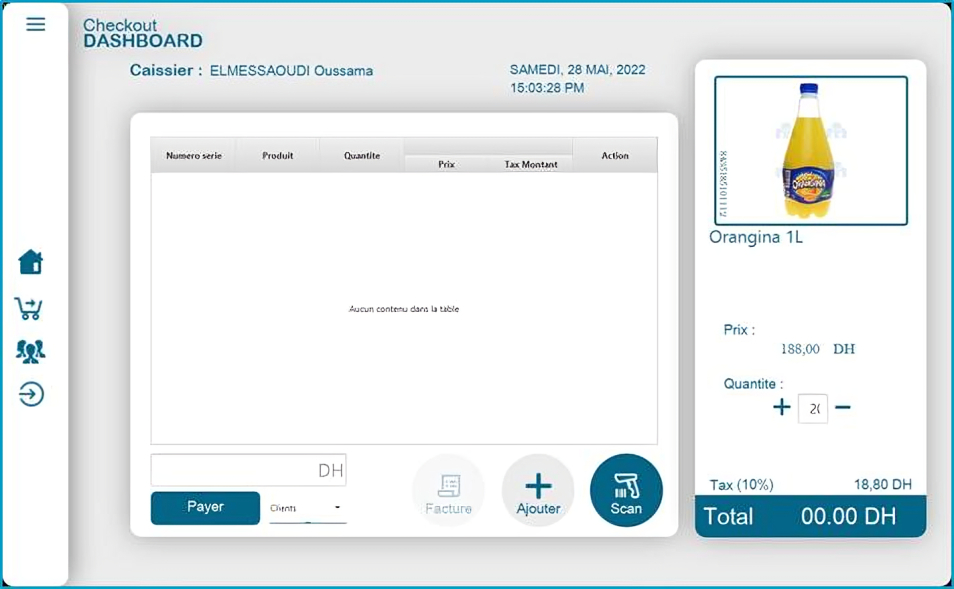 Checkout
DASHBOARD
Caissier : ELMESSAOUDI Oussama
SAMEDI, 28 MAI, 2022
15:03:28 PM
Numero serie
Produit
Quantite
Prix
Tax Montant
Action
Aucun contenu dans la table
DH
Payer
Clients
Facture
Ajouter
Scan
ORANGINA
Orangina 1L
Prix :
188,00 DH
Quantite :
Tax (10%) 18,80 DH
Total 00.00 DH